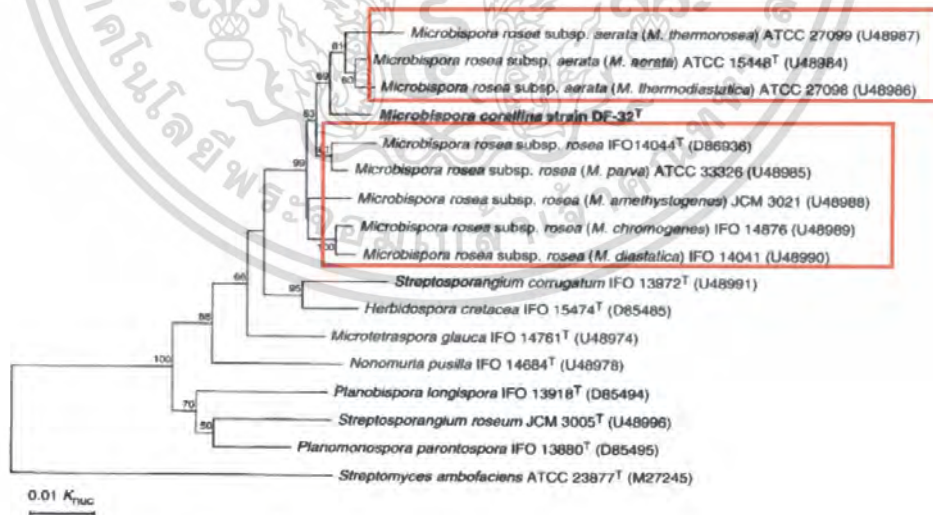 Microbispora rosea subsp. aerata (M. thermorosea) ATCC 27099 (U48987)
81
Microbispora rosea subsp. aerata (M. aerata) ATCC 15448ᵀ (U48984)
69
60
Microbispora rosea subsp. aerata (M. thermodiastatica) ATCC 27098 (U48986)
63
Microbispora corallina strain DF-32ᵀ
Microbispora rosea subsp. rosea IFO14044ᵀ (D86936)
99
Microbispora rosea subsp. rosea (M. parva) ATCC 33326 (U48985)
Microbispora rosea subsp. rosea (M. amethystogenes) JCM 3021 (U48988)
Microbispora rosea subsp. rosea (M. chromogenes) IFO 14876 (U48989)
100
Microbispora rosea subsp. rosea (M. diastatica) IFO 14041 (U48990)
66
Streptosporangium corrugatum IFO 13972ᵀ (U48991)
95
Herbidospora cretacea IFO 15474ᵀ (D85485)
88
Microtetraspora glauca IFO 14761ᵀ (U48974)
100
Nonomuria pusilla IFO 14684ᵀ (U48978)
Planobispora longispora IFO 13918ᵀ (D85494)
70
Streptosporangium roseum JCM 3005ᵀ (U48996)
50
Planomonospora parontospora IFO 13880ᵀ (D85495)
Streptomyces ambofaciens ATCC 23877ᵀ (M27245)
0.01 Knuc